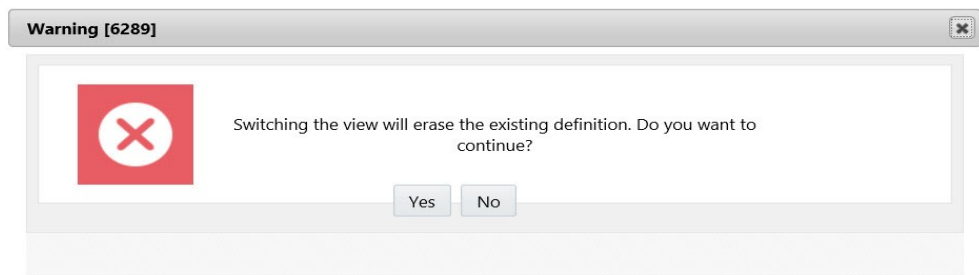 Warning [6289]
Switching the view will erase the existing definition. Do you want to
continue?
Yes No